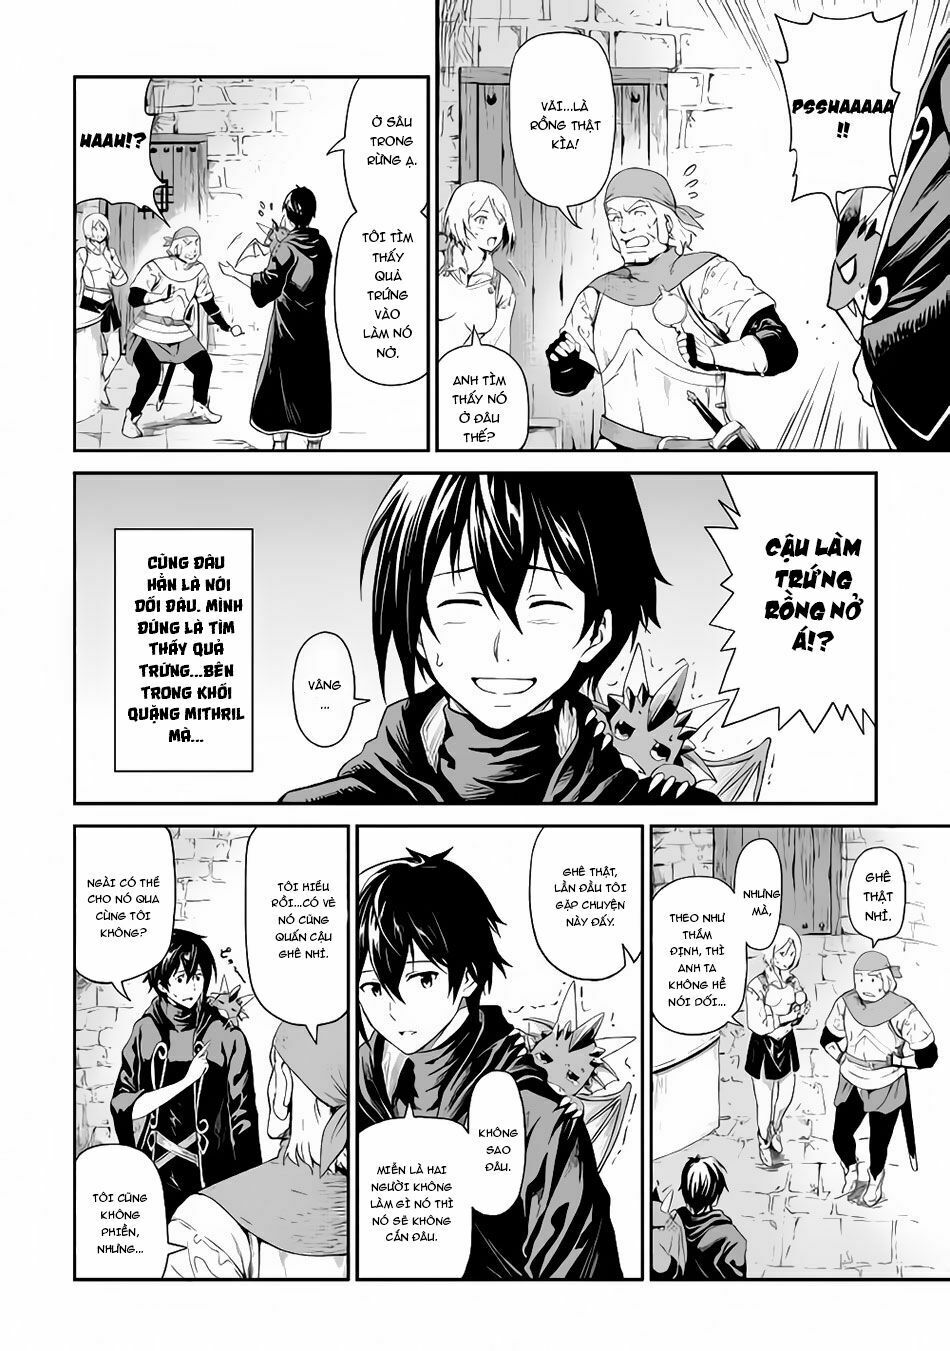 PSSHAAAAA
!!
VÃI...LÀ
RỒNG THẬT
KÌA!
ANH TÌM
THẤY NÓ
Ở ĐÂU
THẾ?
Ở SÂU
TRONG
RỪNG Ạ.
TÔI TÌM
THẤY
QUẢ
TRỨNG
VÀO
LÀM NÓ
NỞ.
HAAH!?
CẬU LÀM
TRỨNG
RỒNG NỞ
Á!?
VÂNG
...
CŨNG ĐÂU
HẲN LÀ NÓI
DỐI ĐÂU. MÌNH
ĐÚNG LÀ TÌM
THẤY QUẢ
TRỨNG...BÊN
TRONG KHỐI
QUẶNG MITHRIL
MÀ...
GHÊ
THẬT
NHỈ.
NHƯNG
MÀ,
THEO NHƯ
THẨM
ĐỊNH, THÌ
ANH TA
KHÔNG HỀ
NÓI DỐI...
GHÊ THẬT,
LẦN ĐẦU TÔI
GẶP CHUYỆN
NÀY ĐẤY.
KHÔNG
SAO
ĐÂU.
MIỄN LÀ HAI
NGƯỜI KHÔNG
LÀM GÌ NÓ THÌ
NÓ SẼ KHÔNG
CẮN ĐÂU.
TÔI HIỂU
RỒI...CÓ VẺ
NÓ CŨNG
QUẤN CẬU
GHÊ NHỈ.
NGÀI CÓ THỂ
CHO NÓ QUA
CÙNG TÔI
KHÔNG?
TÔI CŨNG
KHÔNG
PHIỀN,
NHƯNG...